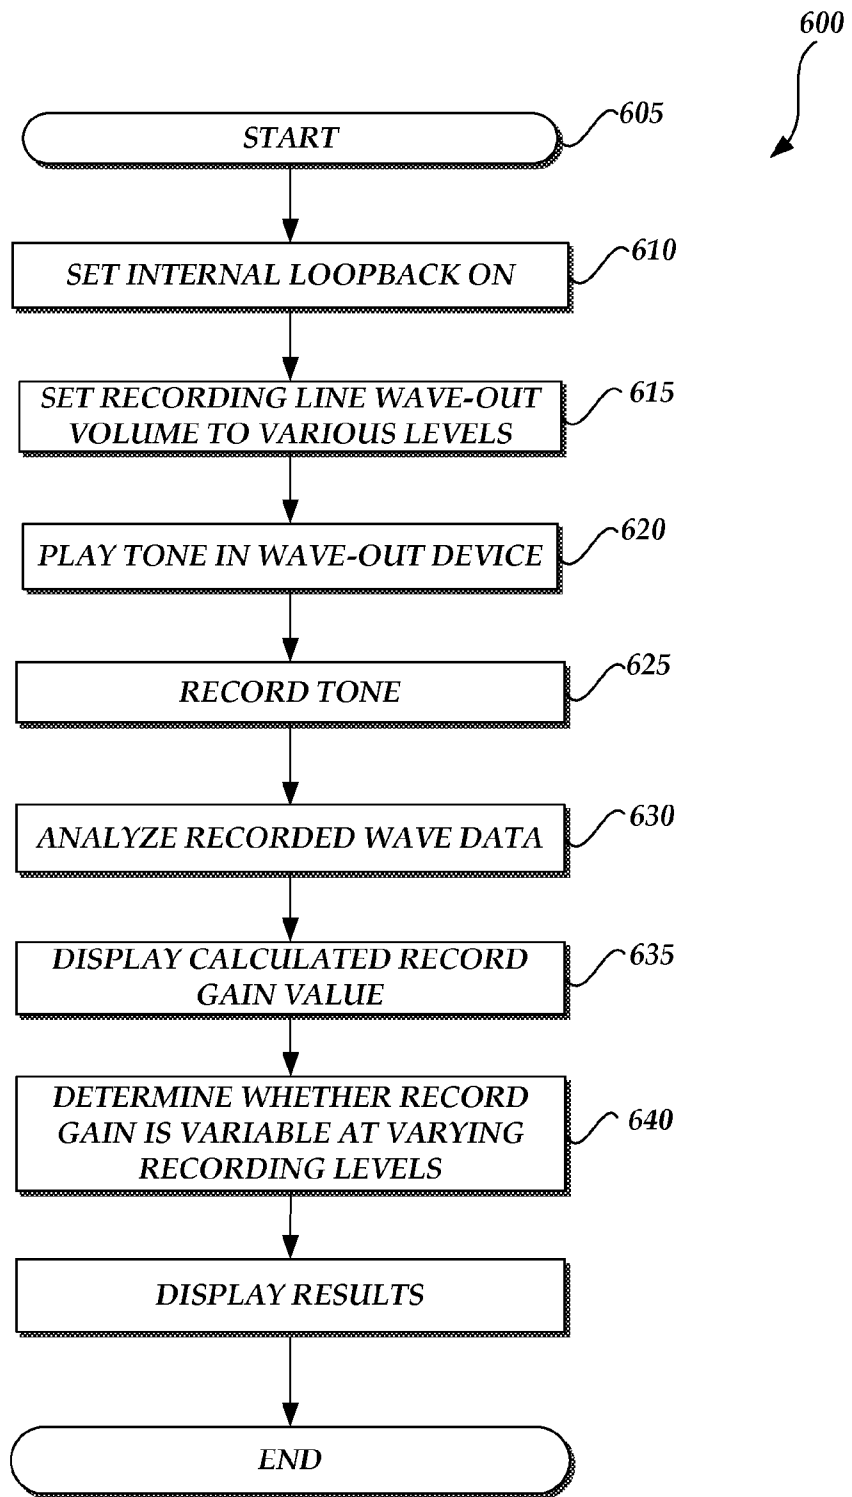 600
START
605
SET INTERNAL LOOPBACK ON
610
SET RECORDING LINE WAVE-OUT
VOLUME TO VARIOUS LEVELS
615
PLAY TONE IN WAVE-OUT DEVICE
620
RECORD TONE
625
ANALYZE RECORDED WAVE DATA
630
DISPLAY CALCULATED RECORD
GAIN VALUE
635
DETERMINE WHETHER RECORD
GAIN IS VARIABLE AT VARYING
RECORDING LEVELS
640
DISPLAY RESULTS
END